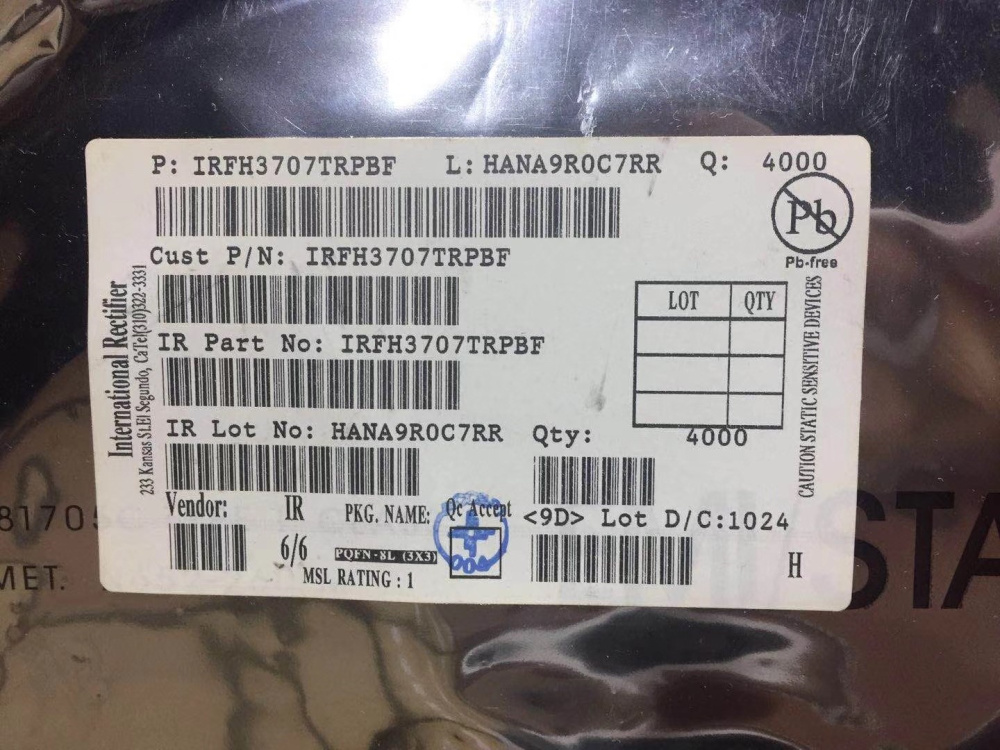 P: IRFH3707TRPBF L: HANA9R0C7RR Q: 4000
Pb
Pb-free
Cust P/N: IRFH3707TRPBF
LOT QTY
IR Part No: IRFH3707TRPBF
IR Lot No: HANA9R0C7RR Qty: 4000
Vendor: IR PKG. NAME: Qc Accept <9D> Lot D/C:1024
6/6 PQFN-8L (3X3)
MSL RATING : 1
H
International Rectifier
233 Kansas St.El Segundo, CaTel(310)322-3331
CAUTION STATIC SENSITIVE DEVICES
8170
MET.
STA